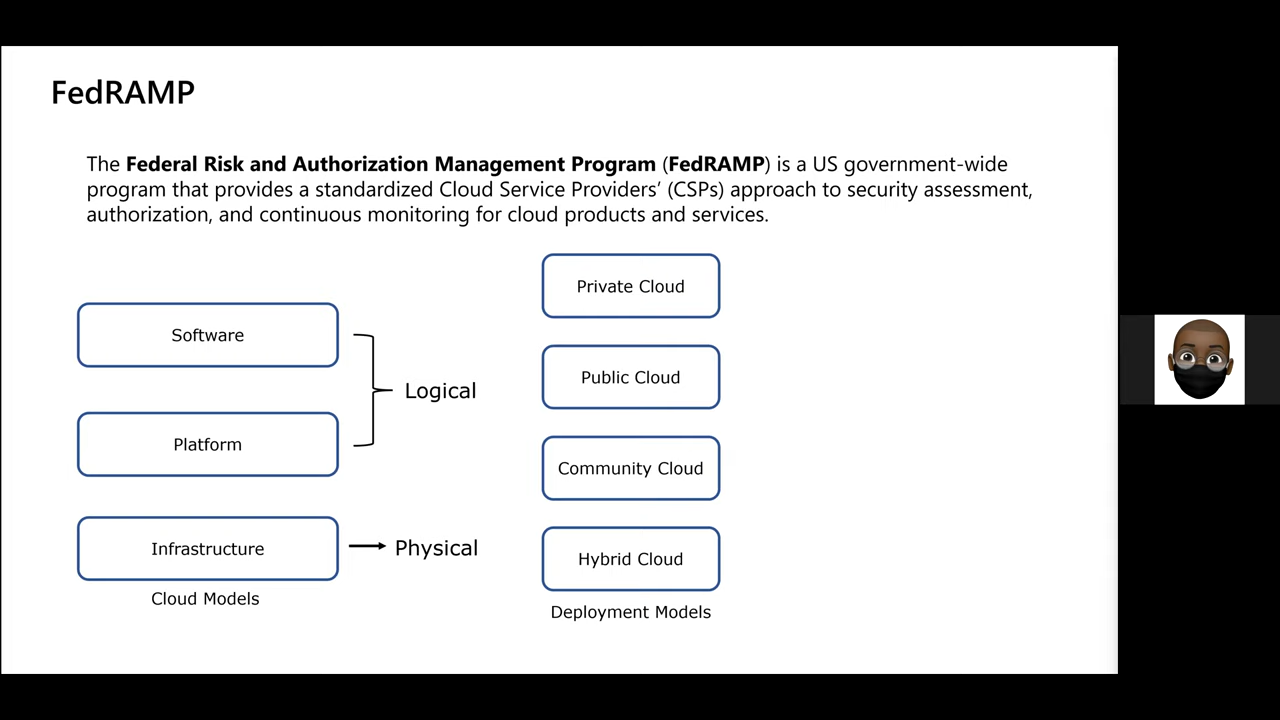 FedRAMP
The Federal Risk and Authorization Management Program (FedRAMP) is a US government-wide
program that provides a standardized Cloud Service Providers’ (CSPs) approach to security assessment,
authorization, and continuous monitoring for cloud products and services.
Software
Platform
Logical
Infrastructure
Physical
Cloud Models
Private Cloud
Public Cloud
Community Cloud
Hybrid Cloud
Deployment Models